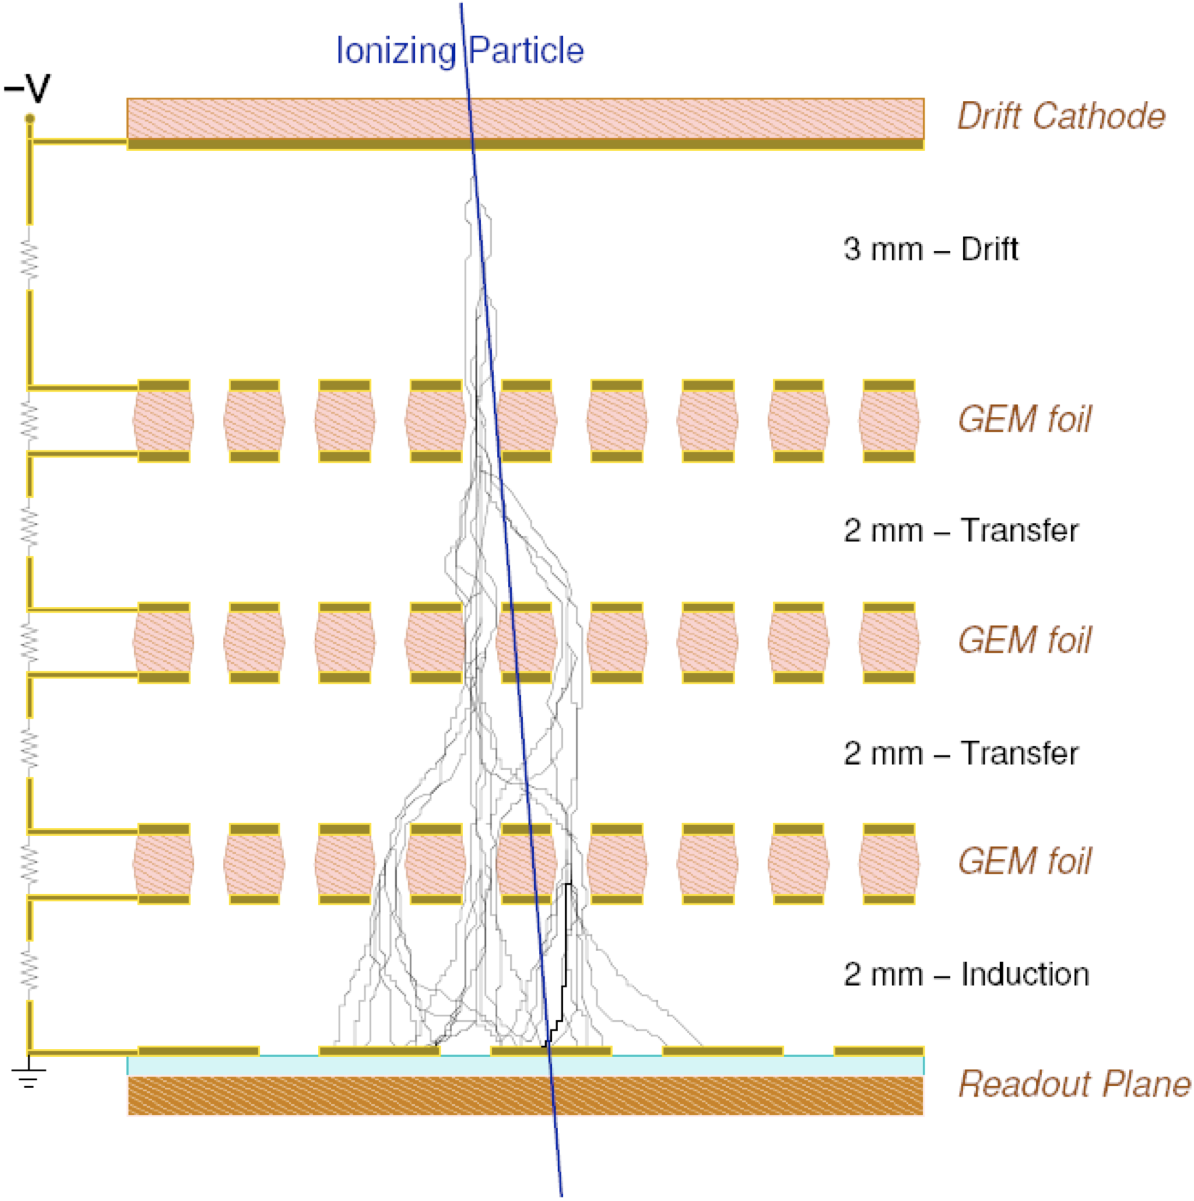 Ionizing Particle
–V
Drift Cathode
3 mm – Drift
GEM foil
2 mm – Transfer
GEM foil
2 mm – Transfer
GEM foil
2 mm – Induction
Readout Plane